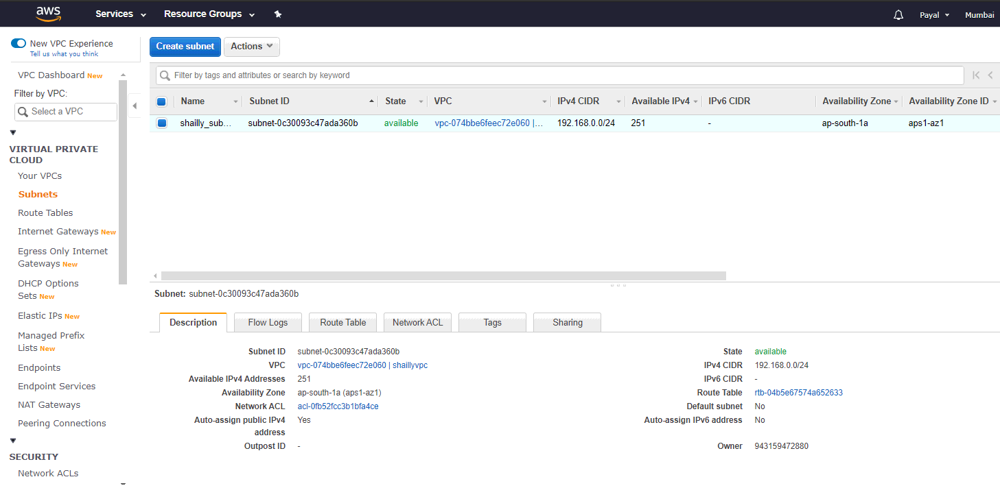 aws Services Resource Groups Payal Mumbai
New VPC Experience
Tell us what you think
VPC Dashboard New
Filter by VPC:
Select a VPC
VIRTUAL PRIVATE
CLOUD
Your VPCs
Subnets
Route Tables
Internet Gateways New
Egress Only Internet
Gateways New
DHCP Options
Sets New
Elastic IPs New
Managed Prefix
Lists New
Endpoints
Endpoint Services
NAT Gateways
Peering Connections
SECURITY
Network ACLs
Create subnet Actions
Filter by tags and attributes or search by keyword
Name Subnet ID State VPC IPv4 CIDR Available IPv4 IPv6 CIDR Availability Zone Availability Zone ID
shailly_sub... subnet-0c30093c47ada360b available vpc-074bbe6feec72e060 |... 192.168.0.0/24 251 - ap-south-1a aps1-az1
Subnet: subnet-0c30093c47ada360b
Description Flow Logs Route Table Network ACL Tags Sharing
Subnet ID subnet-0c30093c47ada360b State available
VPC vpc-074bbe6feec72e060 | shaillyvpc IPv4 CIDR 192.168.0.0/24
Available IPv4 Addresses 251 IPv6 CIDR -
Availability Zone ap-south-1a (aps1-az1) Route Table rtb-04b5e67574a652633
Network ACL acl-0fb52fcc3b1bfa4ce Default subnet No
Auto-assign public IPv4 Yes Auto-assign IPv6 address No
address
Outpost ID - Owner 943159472880